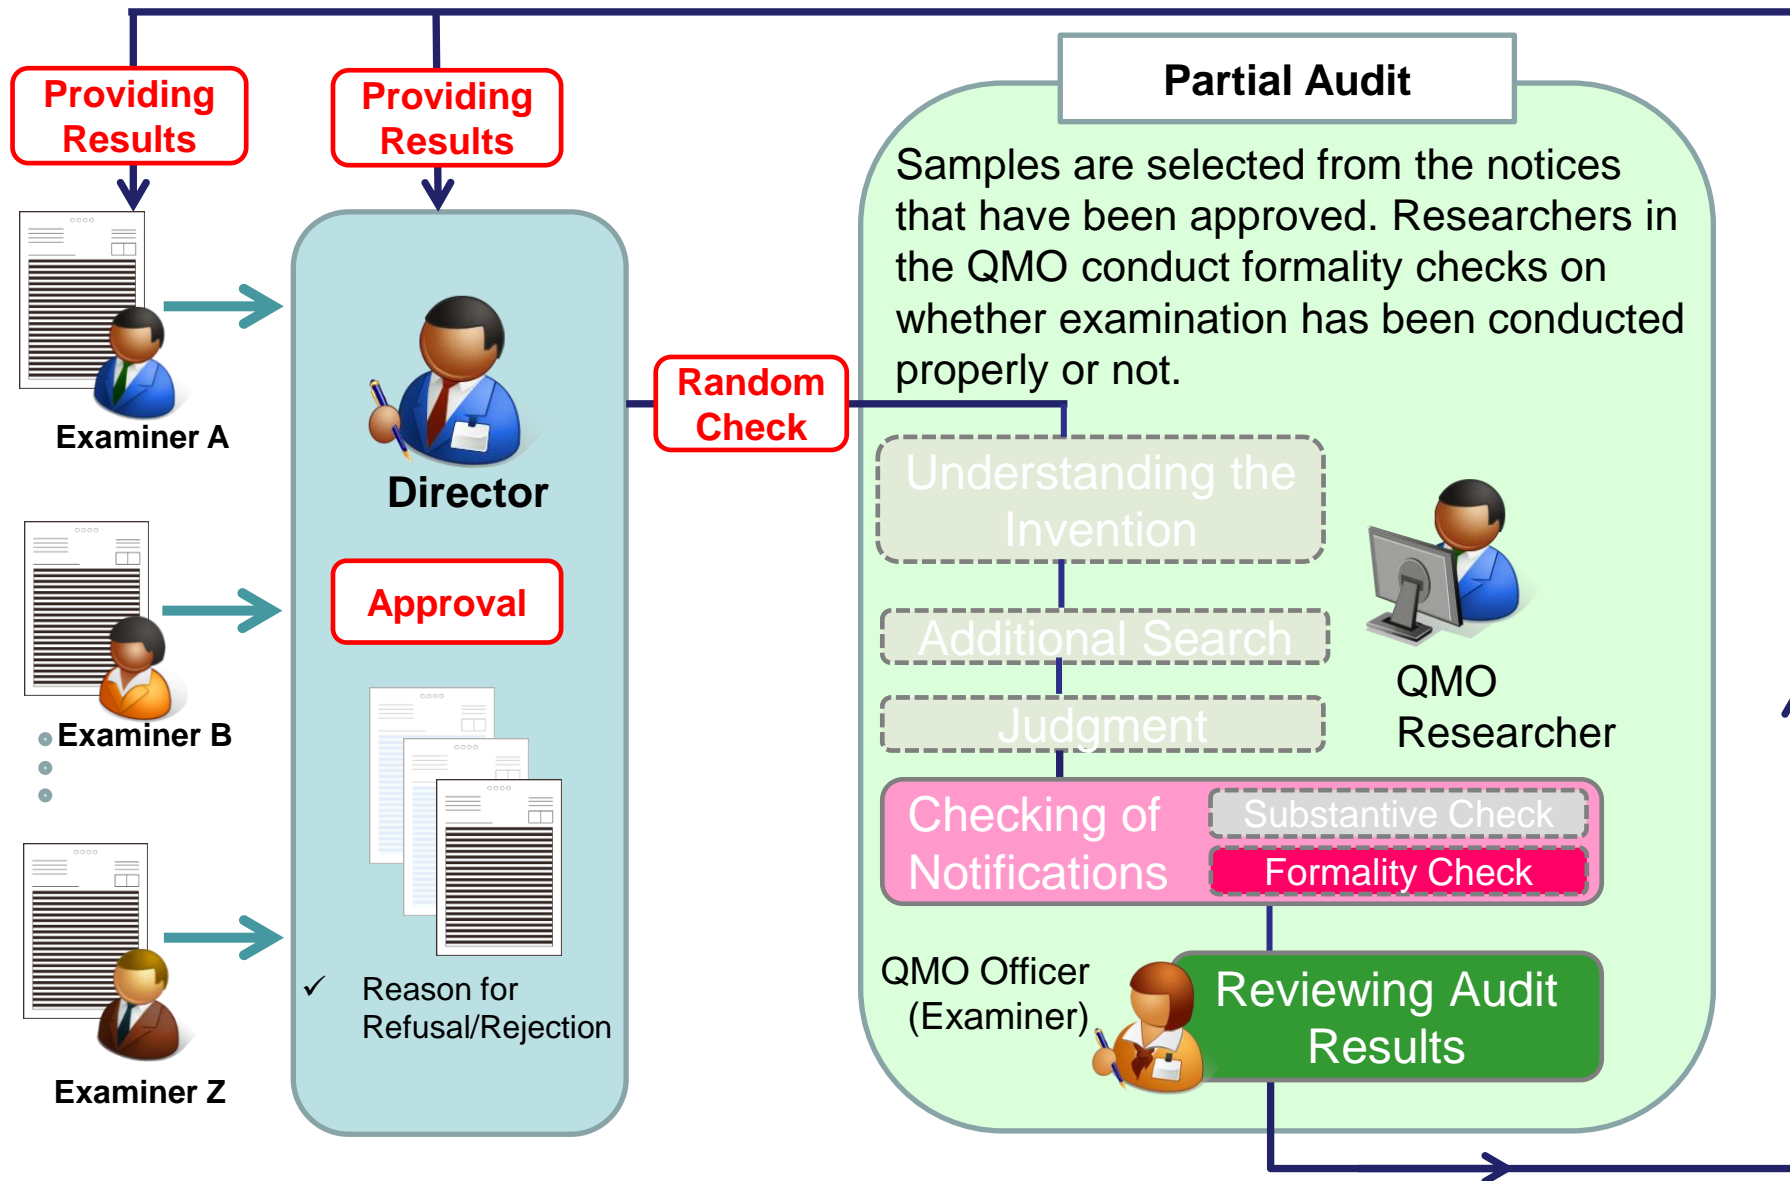 Providing
Results
Providing
Results
Examiner A
Examiner B
Examiner Z
Director
Approval
✓ Reason for
Refusal/Rejection
Random
Check
Partial Audit
Samples are selected from the notices
that have been approved. Researchers in
the QMO conduct formality checks on
whether examination has been conducted
properly or not.
Understanding the
Invention
Additional Search
Judgment
QMO
Researcher
Checking of
Notifications
Substantive Check
Formality Check
QMO Officer
(Examiner)
Reviewing Audit
Results